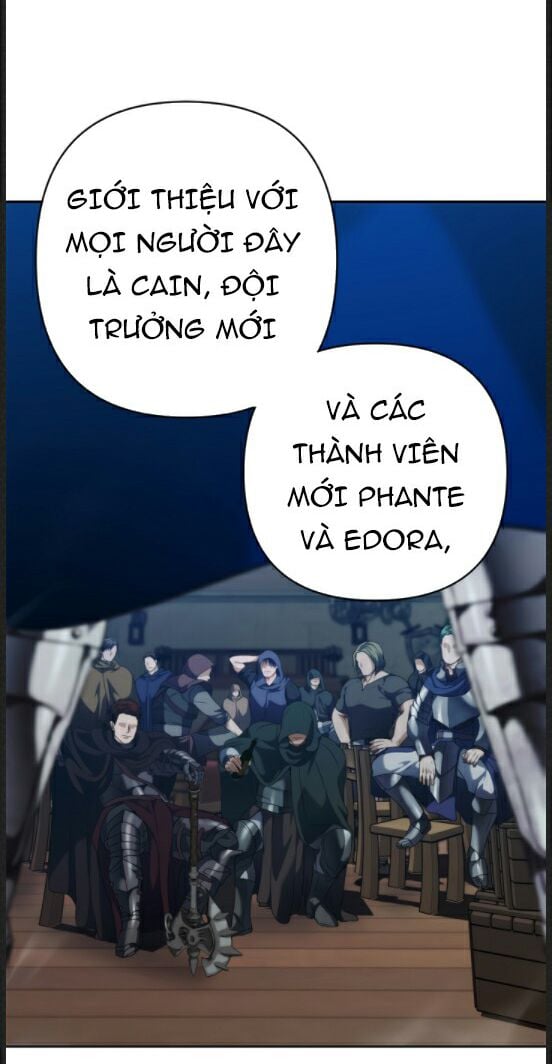 GIỚI THIỆU VỚI
MỌI NGƯỜI ĐÂY
LÀ CAIN, ĐỘI
TRƯỞNG MỚI
VÀ CÁC
THÀNH VIÊN
MỚI PHANTE
VÀ EDORA,